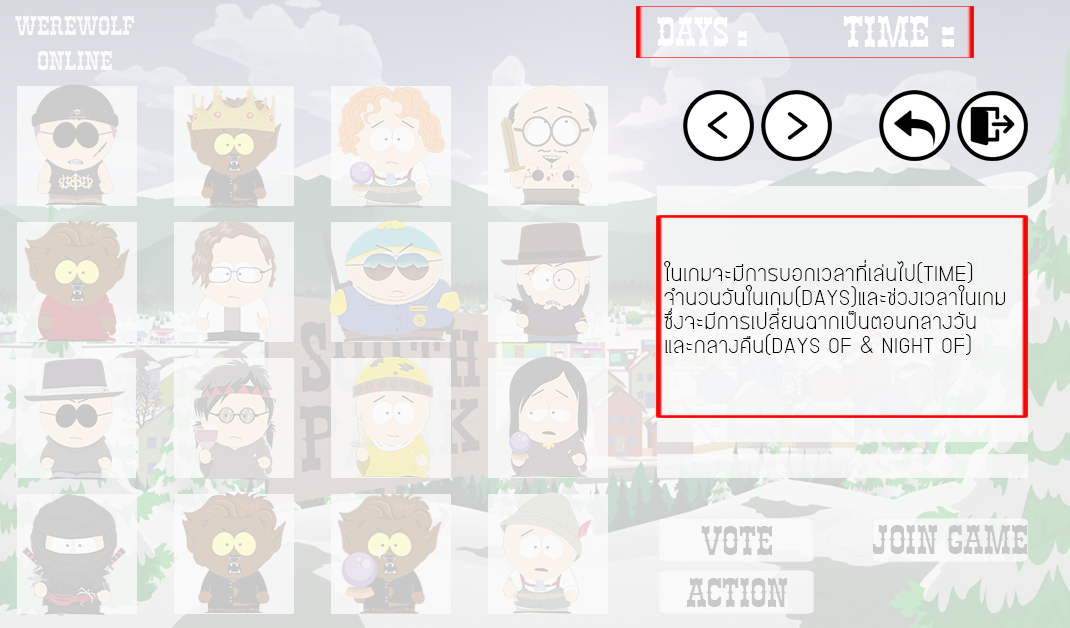 WEREWOLF
ONLINE
DAYS :
TIME :
ในเกมจะมีการบอกเวลาที่เล่นไป(TIME)
จำนวนวันในเกม(DAYS)และช่วงเวลาในเกม
ซึ่งจะมีการเปลี่ยนฉากเป็นตอนกลางวัน
และกลางคืน(DAYS OF & NIGHT OF)
VOTE
JOIN GAME
ACTION